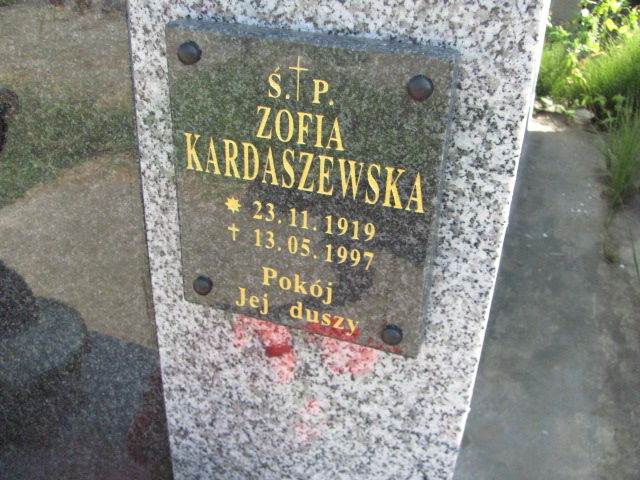 Ś.†P.
ZOFIA
KARDASZEWSKA
* 23.11.1919
† 13.05.1997
Pokój
Jej duszy